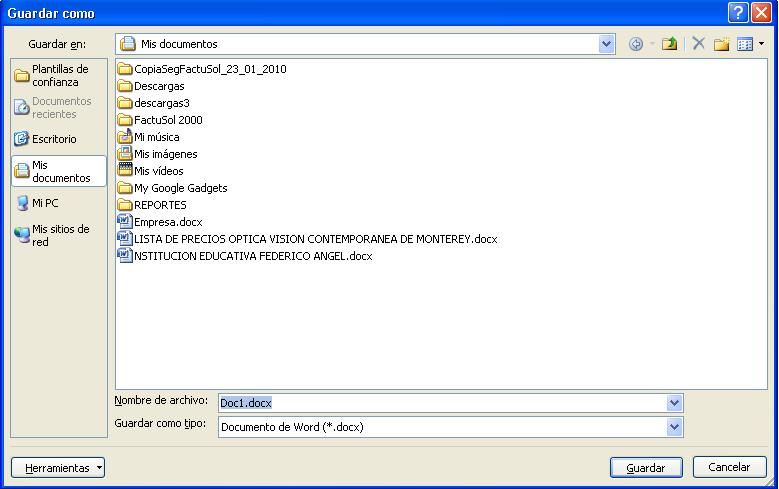 Guardar como
Guardar en:
Mis documentos
Plantillas de
confianza
Documentos
recientes
Escritorio
Mis
documentos
Mi PC
Mis sitios de
red
CopiaSegFactuSol_23_01_2010
Descargas
descargas3
FactuSol 2000
Mi música
Mis imágenes
Mis vídeos
My Google Gadgets
REPORTES
Empresa.docx
LISTA DE PRECIOS OPTICA VISION CONTEMPORANEA DE MONTEREY.docx
NSTITUCION EDUCATIVA FEDERICO ANGEL.docx
Nombre de archivo:
Doc1.docx
Guardar como tipo:
Documento de Word (*.docx)
Herramientas
Guardar
Cancelar